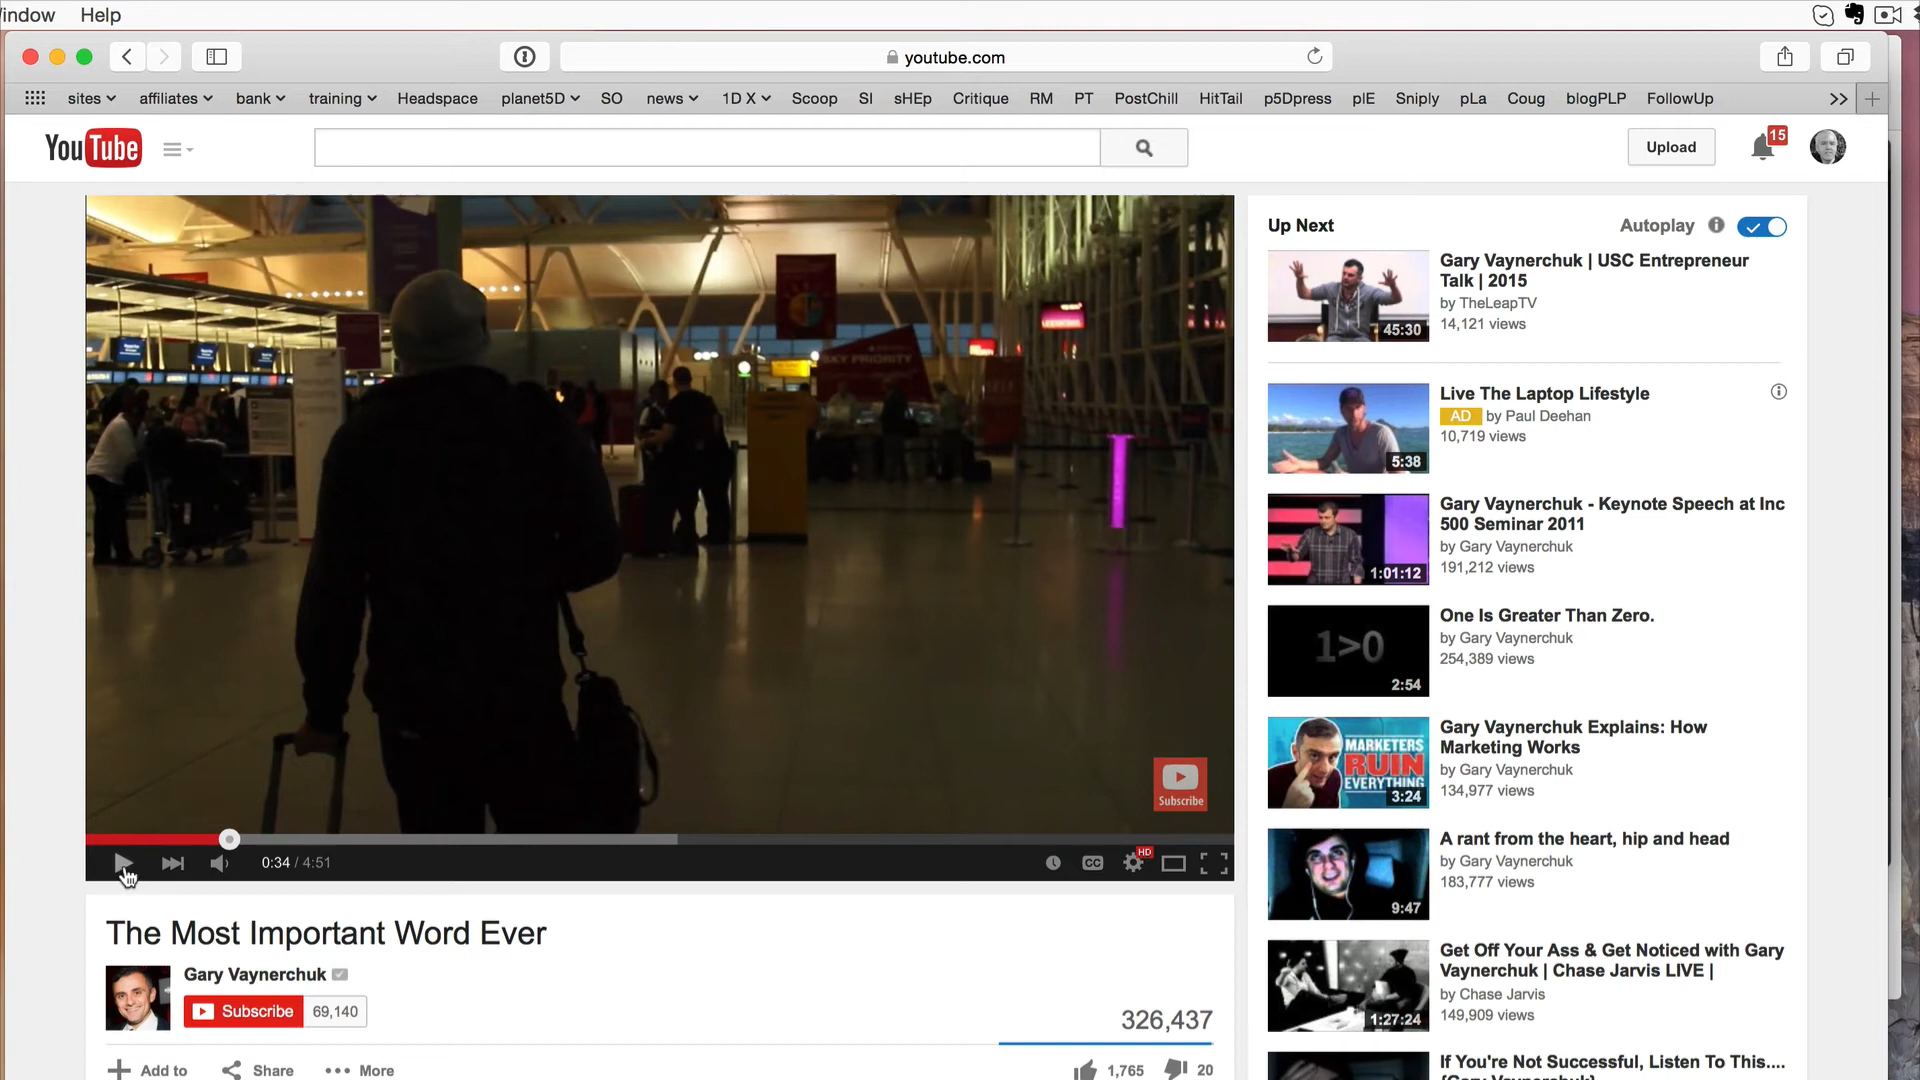 indow Help
youtube.com
sites affiliates bank training Headspace planet5D SO news 1D X Scoop SI sHEp Critique RM PT PostChill HitTail p5Dpress plE Sniply pLa Coug blogPLP FollowUp >>
YouTube
Upload
15
SKY PRIORITY
Subscribe
0:34 / 4:51
CC
HD
The Most Important Word Ever
Gary Vaynerchuk
Subscribe 69,140
326,437
Add to Share More
1,765 20
Up Next
Autoplay
45:30
Gary Vaynerchuk | USC Entrepreneur
Talk | 2015
by TheLeapTV
14,121 views
5:38
Live The Laptop Lifestyle
AD by Paul Deehan
10,719 views
1:01:12
Gary Vaynerchuk - Keynote Speech at Inc
500 Seminar 2011
by Gary Vaynerchuk
191,212 views
1>0
2:54
One Is Greater Than Zero.
by Gary Vaynerchuk
254,389 views
MARKETERS
RUIN
EVERYTHING
3:24
Gary Vaynerchuk Explains: How
Marketing Works
by Gary Vaynerchuk
134,977 views
9:47
A rant from the heart, hip and head
by Gary Vaynerchuk
183,777 views
1:27:24
Get Off Your Ass & Get Noticed with Gary
Vaynerchuk | Chase Jarvis LIVE |
by Chase Jarvis
149,909 views
If You're Not Successful, Listen To This....